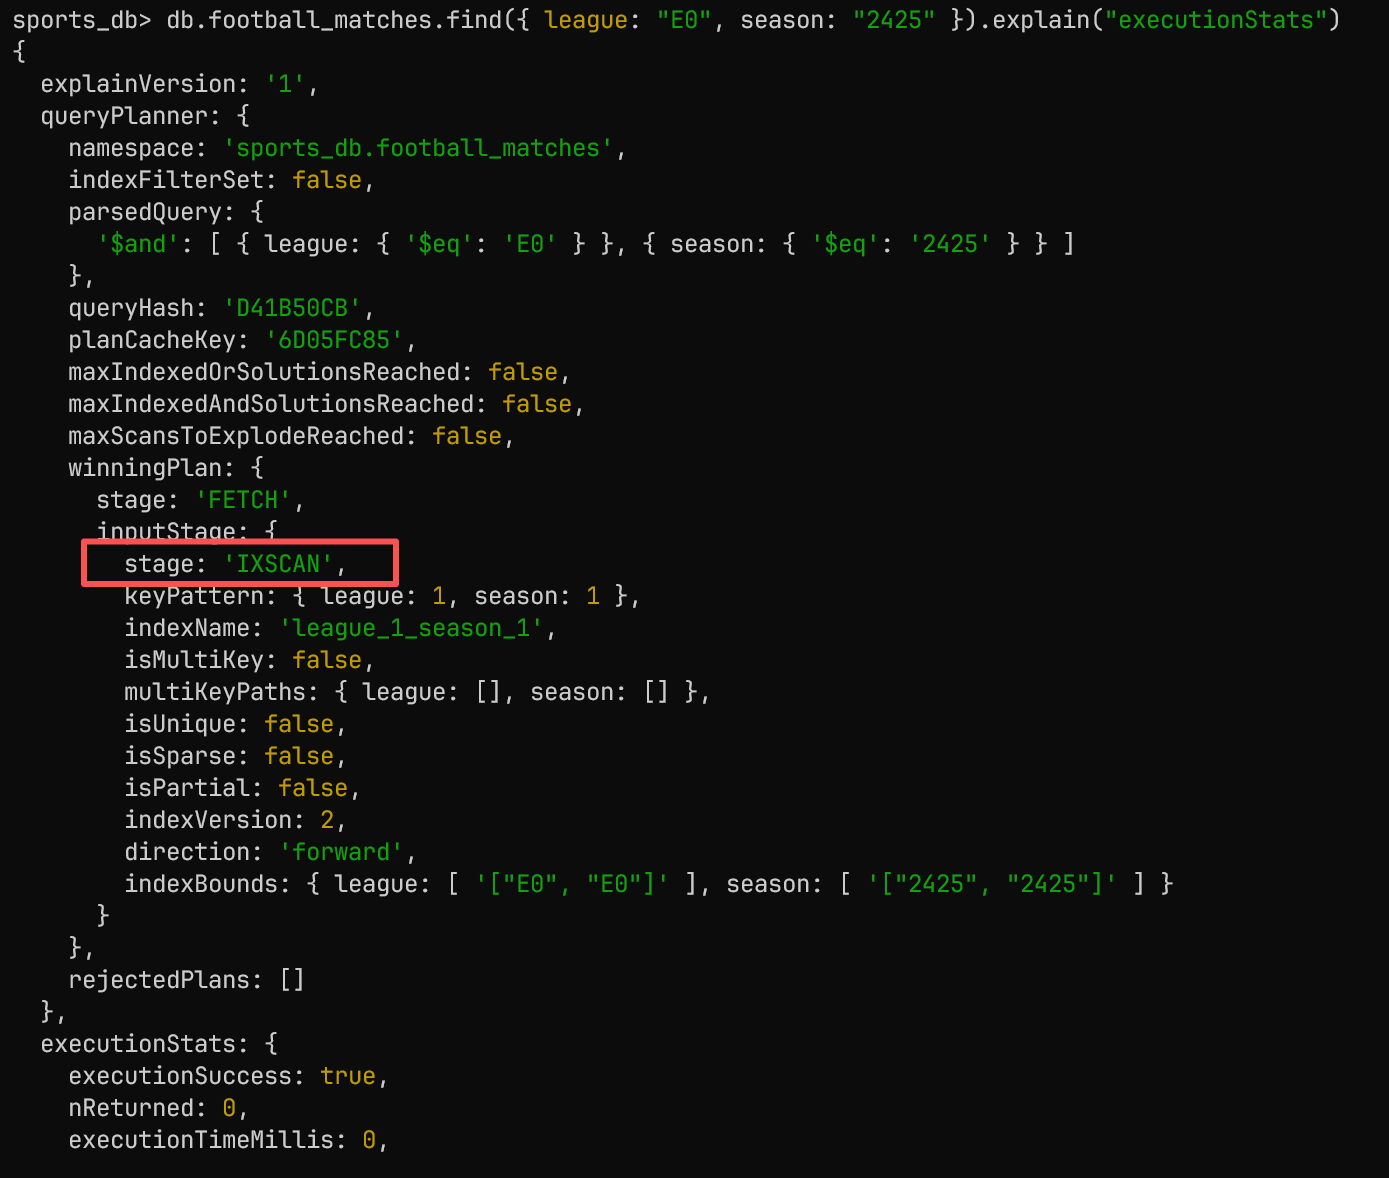 sports_db> db.football_matches.find({ league: "E0", season: "2425" }).explain("executionStats")
{
  explainVersion: '1',
  queryPlanner: {
    namespace: 'sports_db.football_matches',
    indexFilterSet: false,
    parsedQuery: {
      '$and': [ { league: { '$eq': 'E0' } }, { season: { '$eq': '2425' } } ]
    },
    queryHash: 'D41B50CB',
    planCacheKey: '6D05FC85',
    maxIndexedOrSolutionsReached: false,
    maxIndexedAndSolutionsReached: false,
    maxScansToExplodeReached: false,
    winningPlan: {
      stage: 'FETCH',
      inputStage: {
        stage: 'IXSCAN',
        keyPattern: { league: 1, season: 1 },
        indexName: 'league_1_season_1',
        isMultiKey: false,
        multiKeyPaths: { league: [], season: [] },
        isUnique: false,
        isSparse: false,
        isPartial: false,
        indexVersion: 2,
        direction: 'forward',
        indexBounds: { league: [ '["E0", "E0"]' ], season: [ '["2425", "2425"]' ] }
      }
    },
    rejectedPlans: []
  },
  executionStats: {
    executionSuccess: true,
    nReturned: 0,
    executionTimeMillis: 0,